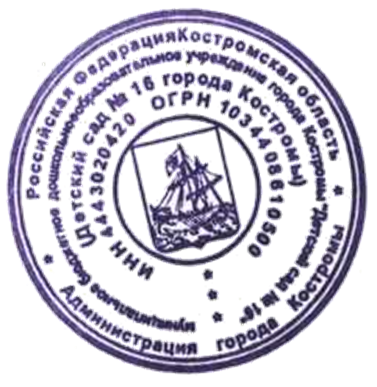 Российская Федерация Костромская область
* Администрация города Костромы *
муниципальное бюджетное дошкольное образовательное учреждение города Костромы "Детский сад № 16"
(Детский сад № 16 города Костромы)
ИНН 4443020420 ОГРН 1034408610500